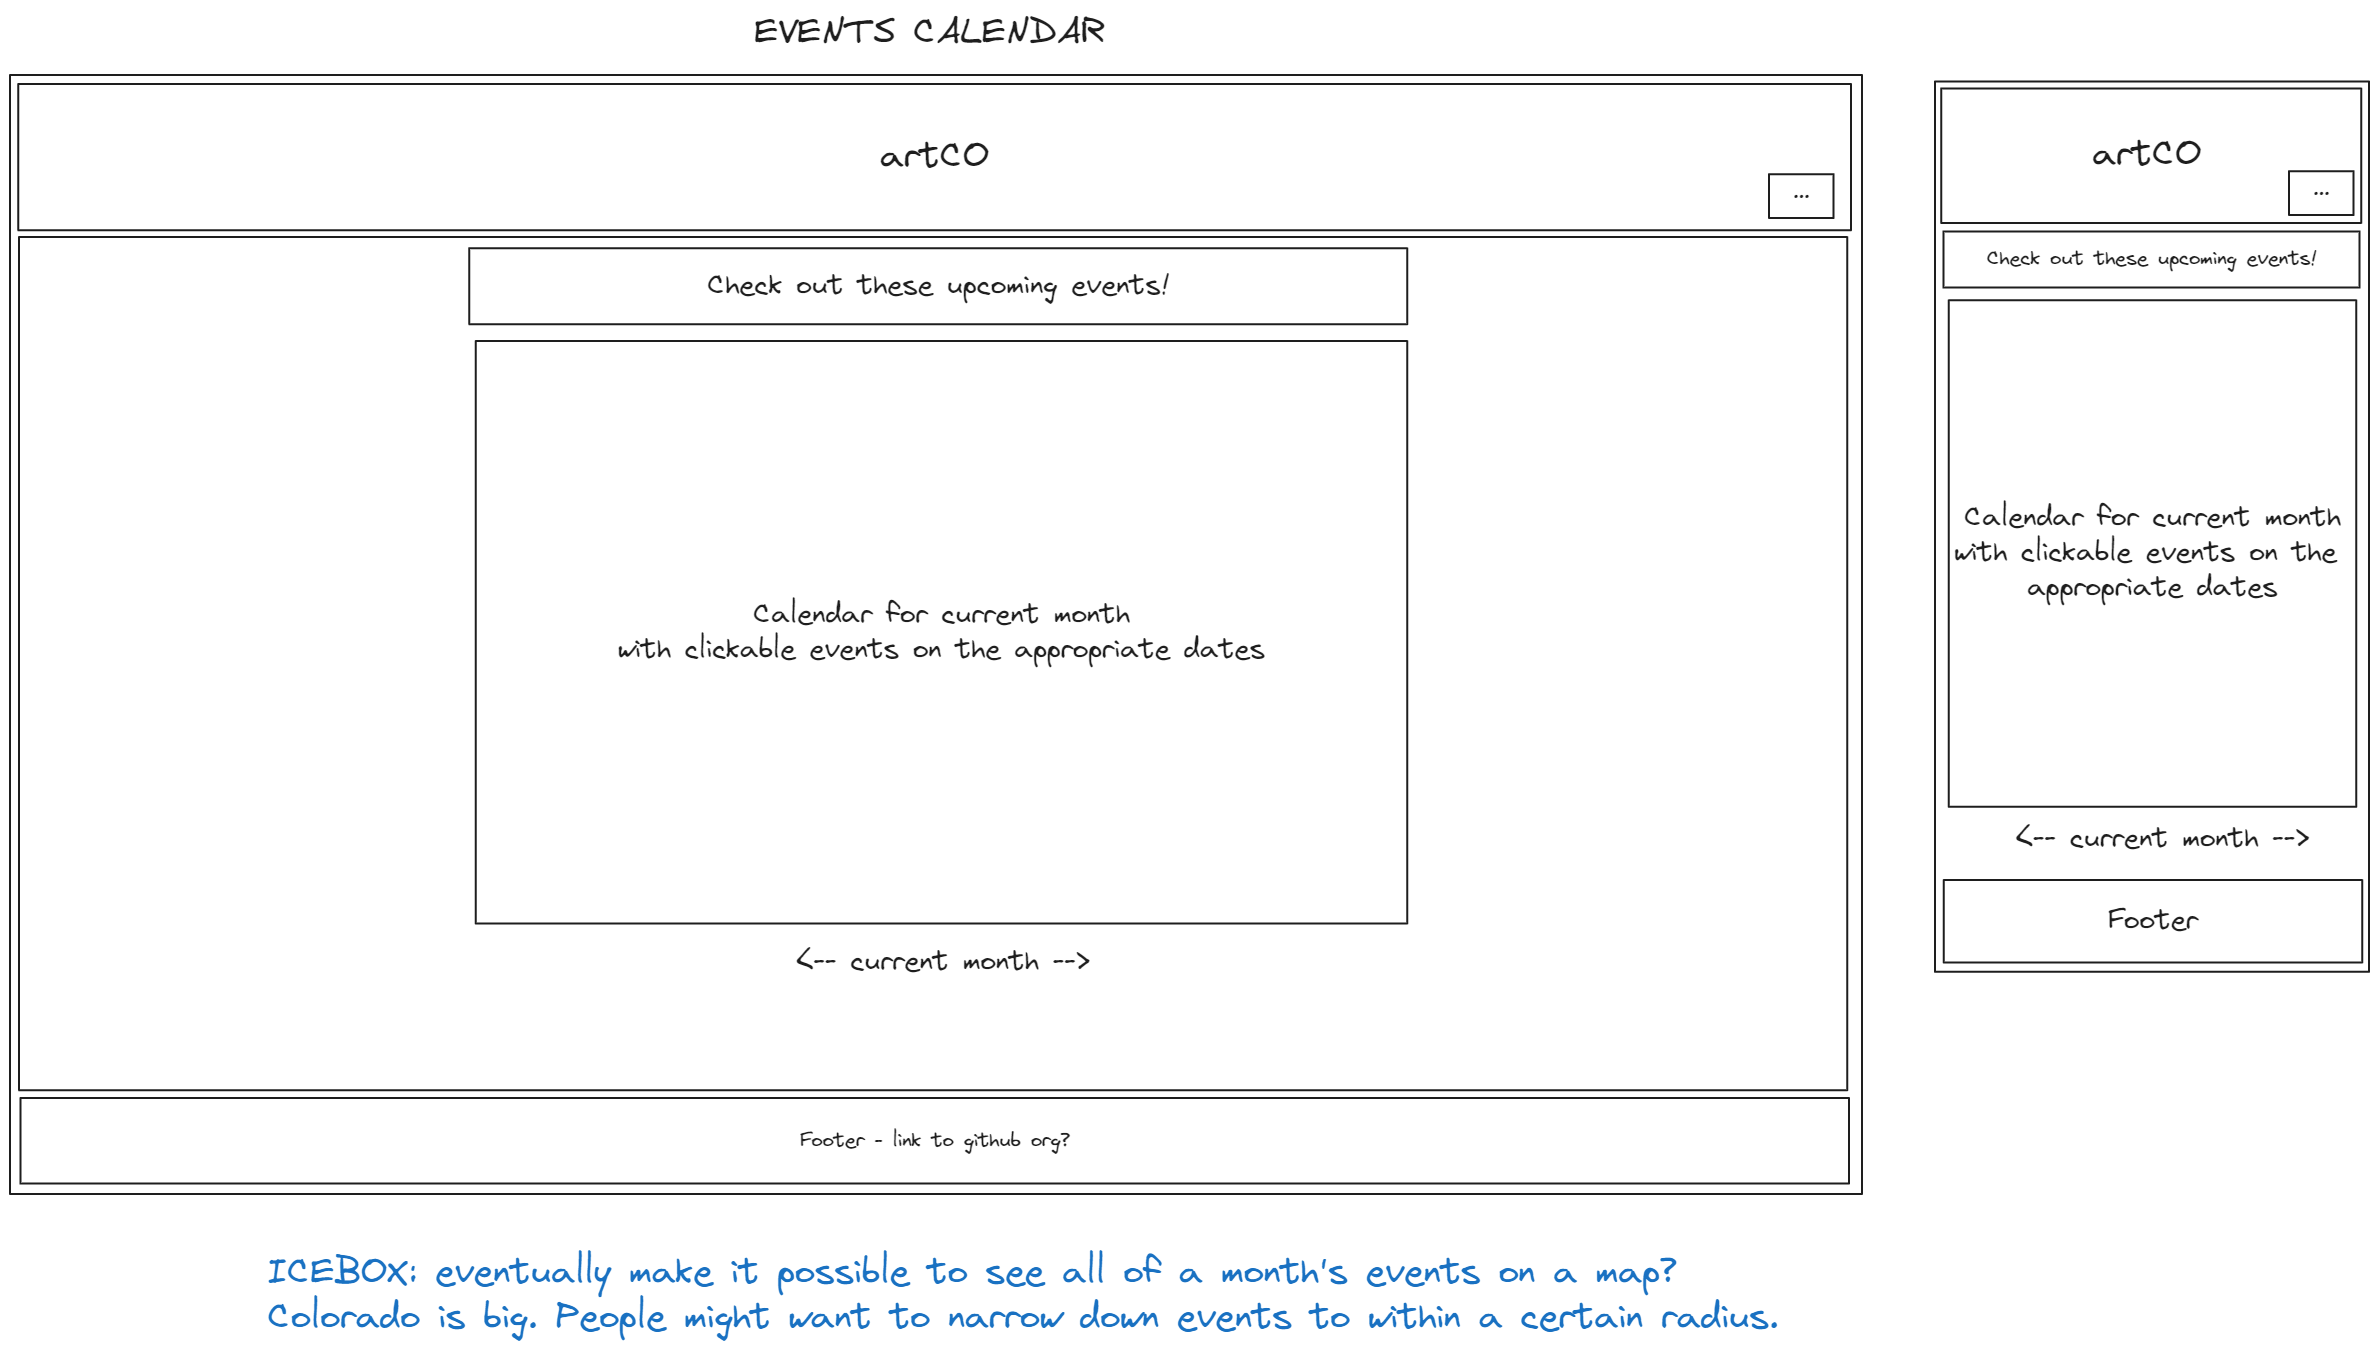 EVENTS CALENDAR
artCO
...
Check out these upcoming events!
Calendar for current month
with clickable events on the appropriate dates
<-- current month -->
Footer - link to github org?
artCO
...
Check out these upcoming events!
Calendar for current month
with clickable events on the
appropriate dates
<-- current month -->
Footer
ICEBOX: eventually make it possible to see all of a month's events on a map?
Colorado is big. People might want to narrow down events to within a certain radius.